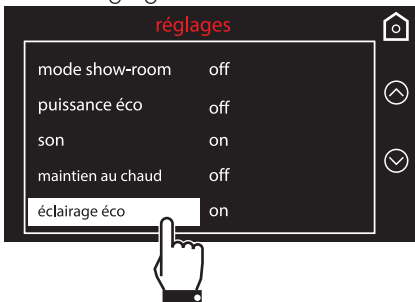 réglages
mode show-room off
puissance éco off
son on
maintien au chaud off
éclairage éco on